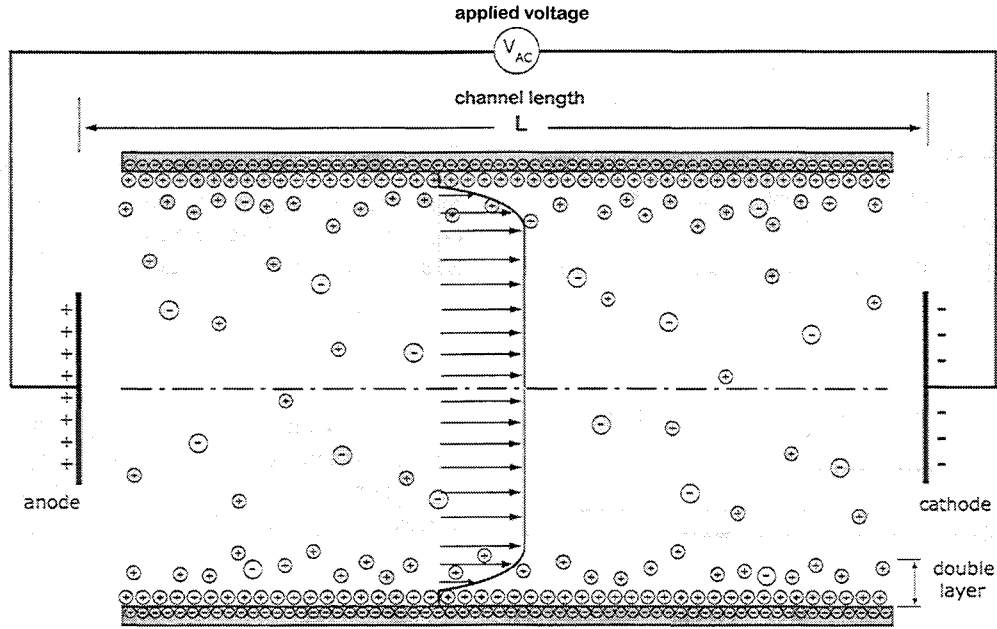 applied voltage
V_AC
channel length
L
anode
cathode
double
layer